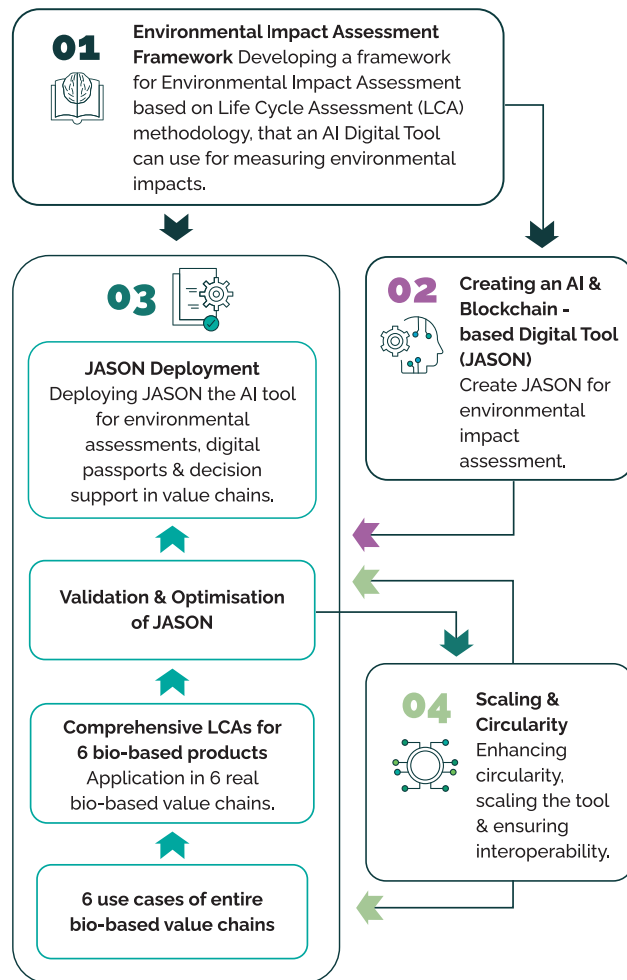 01
Environmental Impact Assessment
Framework Developing a framework
for Environmental Impact Assessment
based on Life Cycle Assessment (LCA)
methodology, that an AI Digital Tool
can use for measuring environmental
impacts.
02
Creating an AI &
Blockchain -
based Digital Tool
(JASON)
Create JASON for
environmental
impact
assessment.
03
JASON Deployment
Deploying JASON the AI tool
for environmental
assessments, digital
passports & decision
support in value chains.
Validation & Optimisation
of JASON
Comprehensive LCAs for
6 bio-based products
Application in 6 real
bio-based value chains.
6 use cases of entire
bio-based value chains
04
Scaling &
Circularity
Enhancing
circularity,
scaling the tool
& ensuring
interoperability.